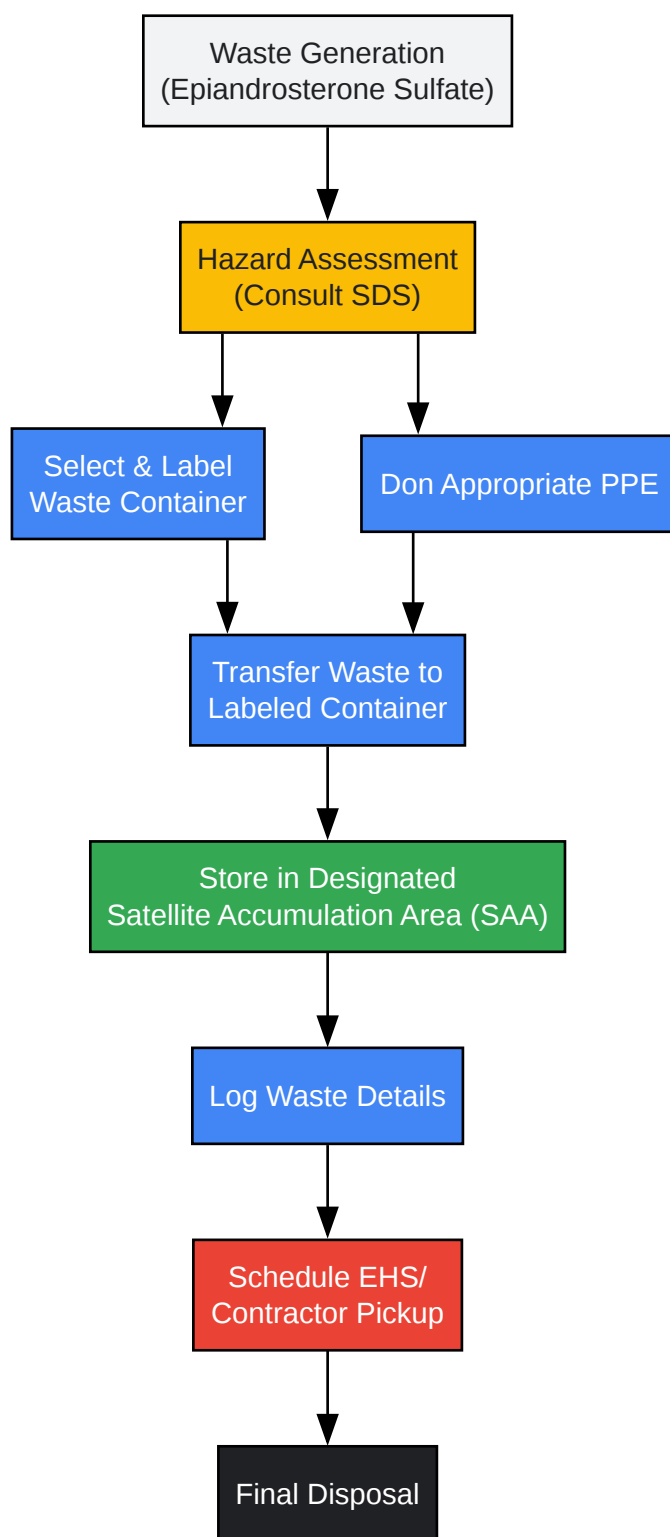 Waste Generation
(Epiandrosterone Sulfate)
Hazard Assessment
(Consult SDS)
Select & Label
Waste Container
Don Appropriate PPE
Transfer Waste to
Labeled Container
Store in Designated
Satellite Accumulation Area (SAA)
Log Waste Details
Schedule EHS/
Contractor Pickup
Final Disposal